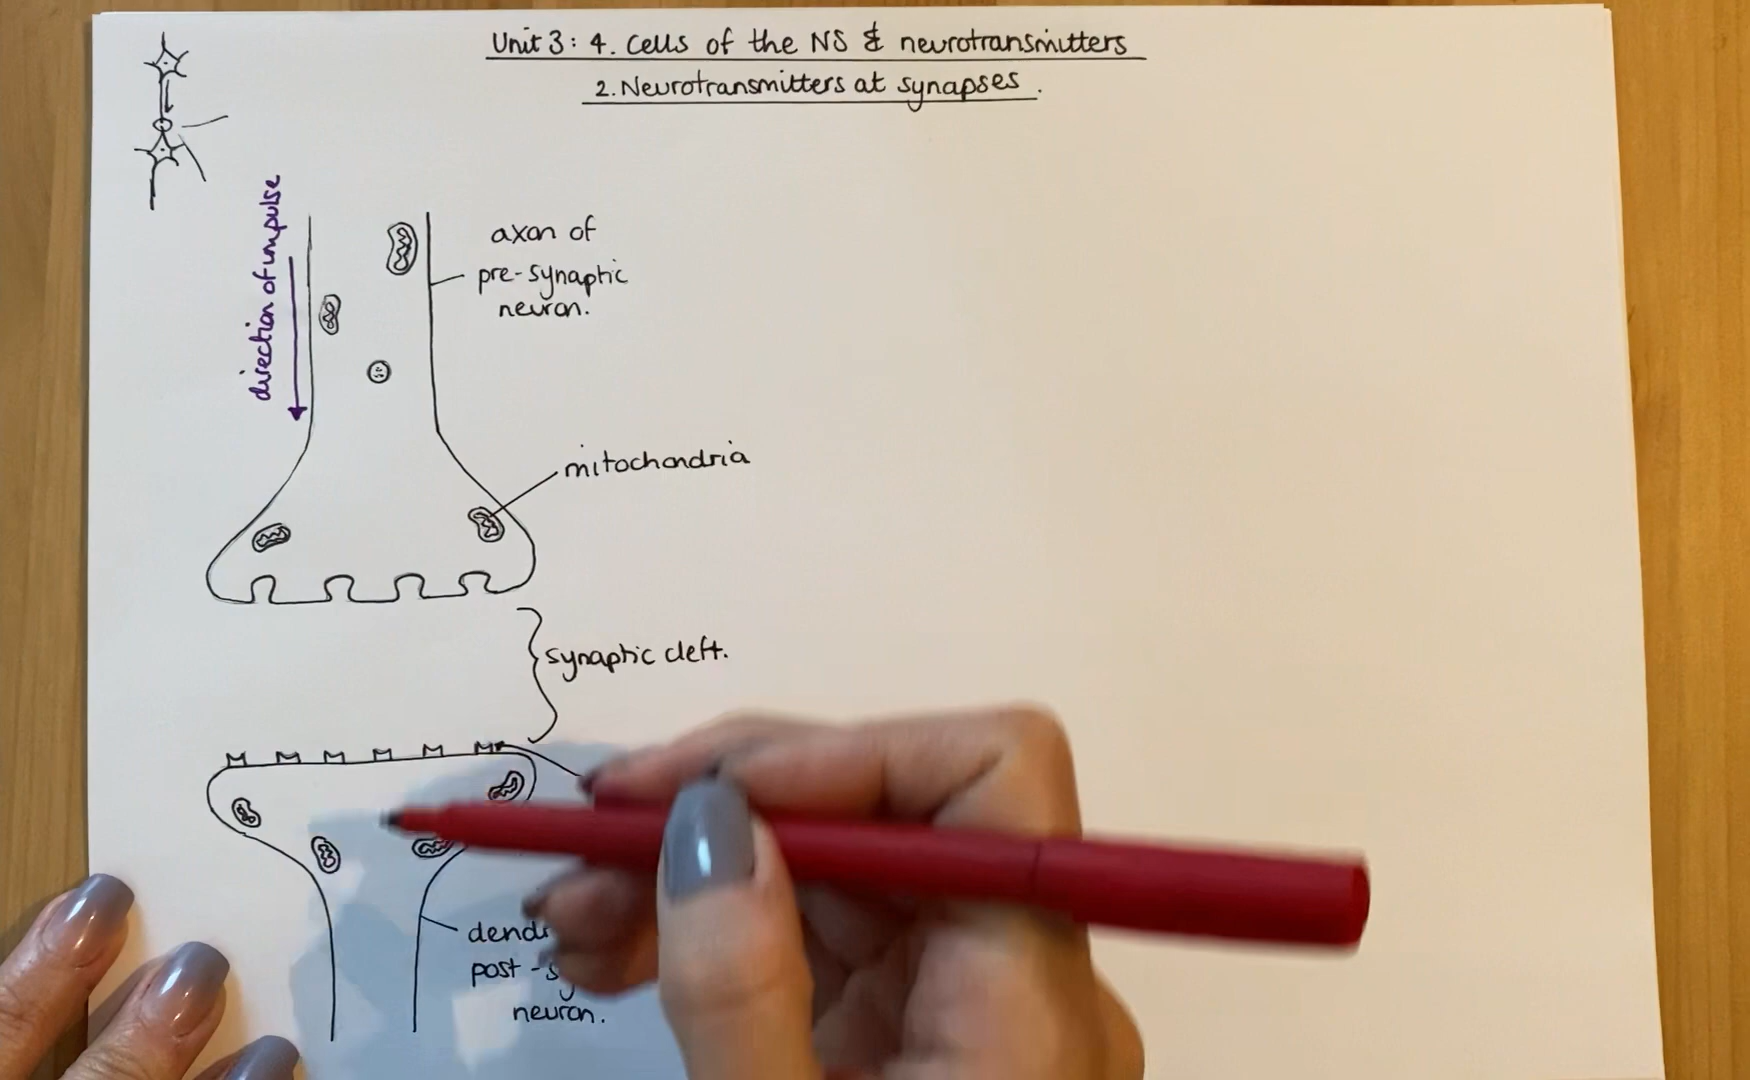 Unit 3: 4. Cells of the NS & neurotransmitters
2. Neurotransmitters at synapses.
direction of impulse
axon of
pre-synaptic
neuron.
mitochondria
synaptic cleft.
post -
neuron.